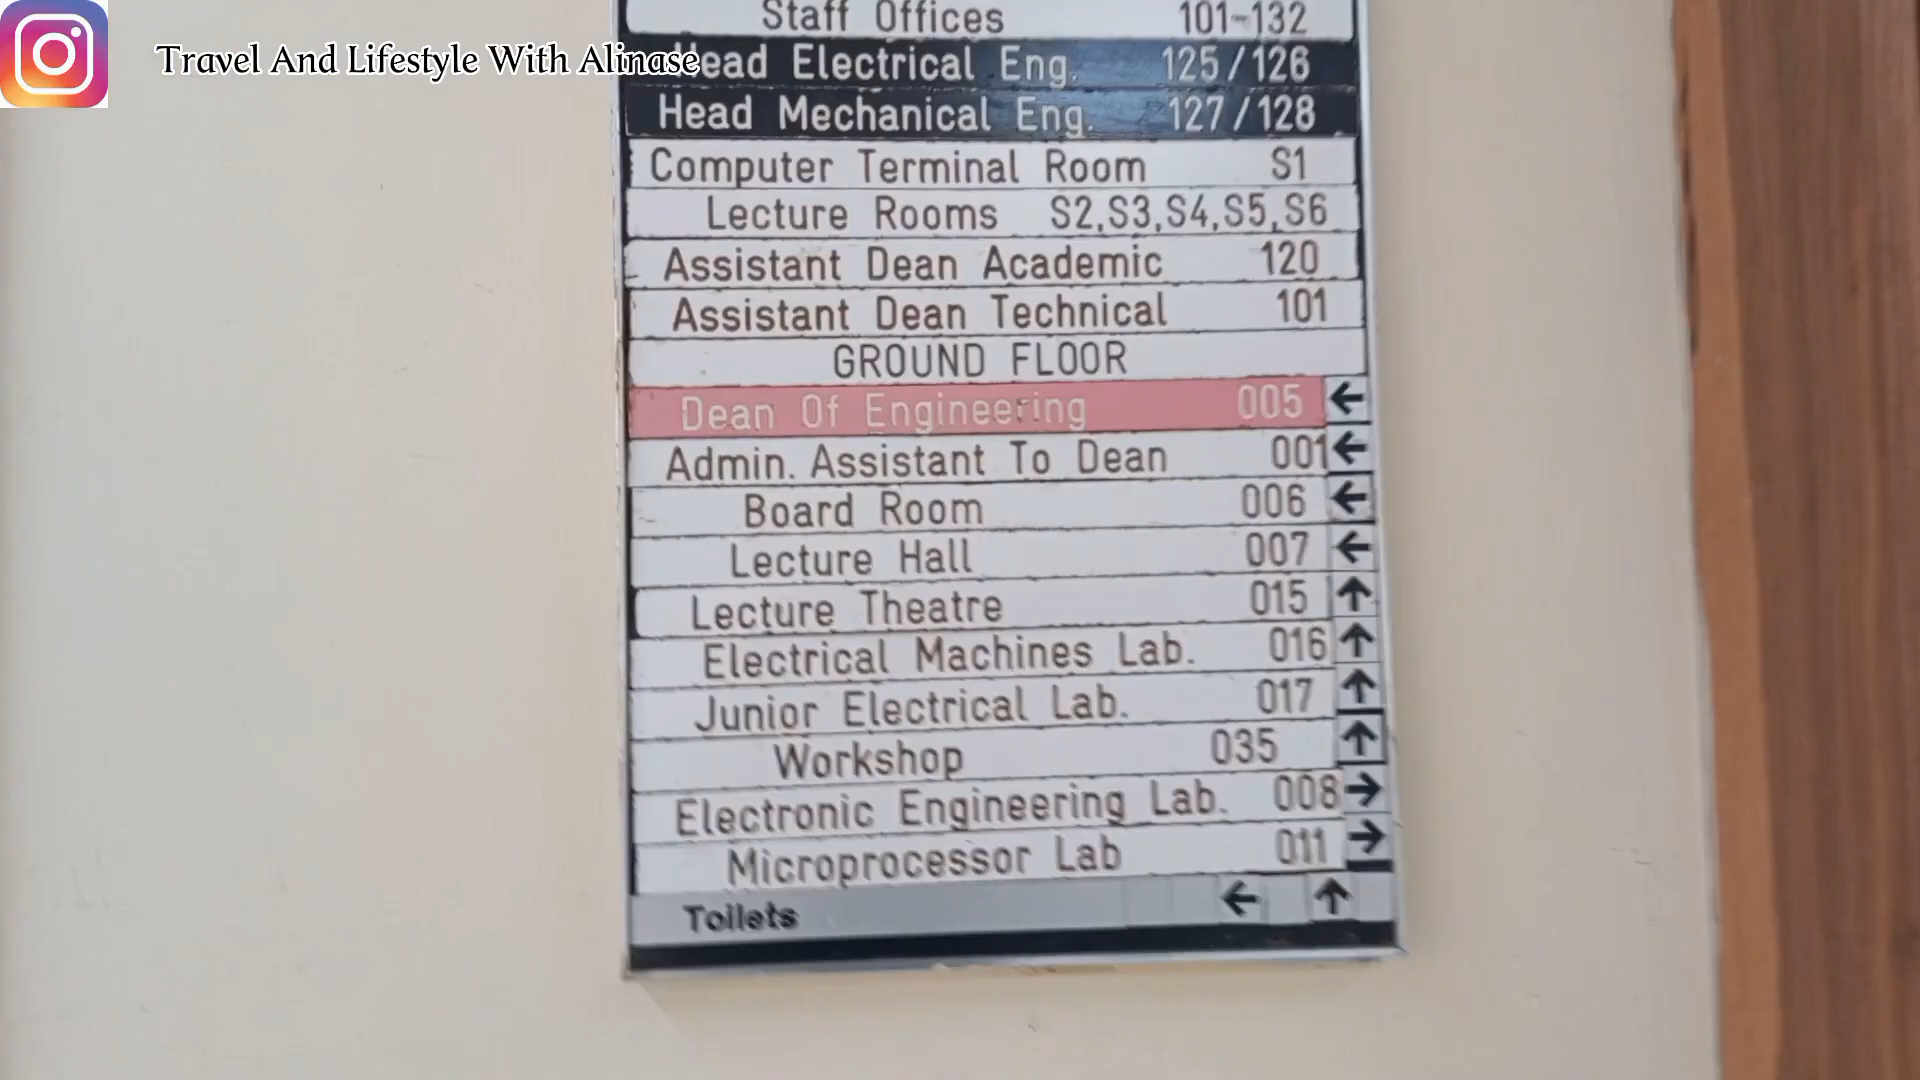 Travel And Lifestyle With Alinase
Staff Offices 101-132
Head Electrical Eng. 125/126
Head Mechanical Eng. 127/128
Computer Terminal Room S1
Lecture Rooms S2,S3,S4,S5,S6
Assistant Dean Academic 120
Assistant Dean Technical 101
GROUND FLOOR
Dean Of Engineering 005 ←
Admin. Assistant To Dean 001 ←
Board Room 006 ←
Lecture Hall 007 ←
Lecture Theatre 015 ↑
Electrical Machines Lab. 016 ↑
Junior Electrical Lab. 017 ↑
Workshop 035 ↑
Electronic Engineering Lab. 008 →
Microprocessor Lab 011 →
Toilets ← ↑